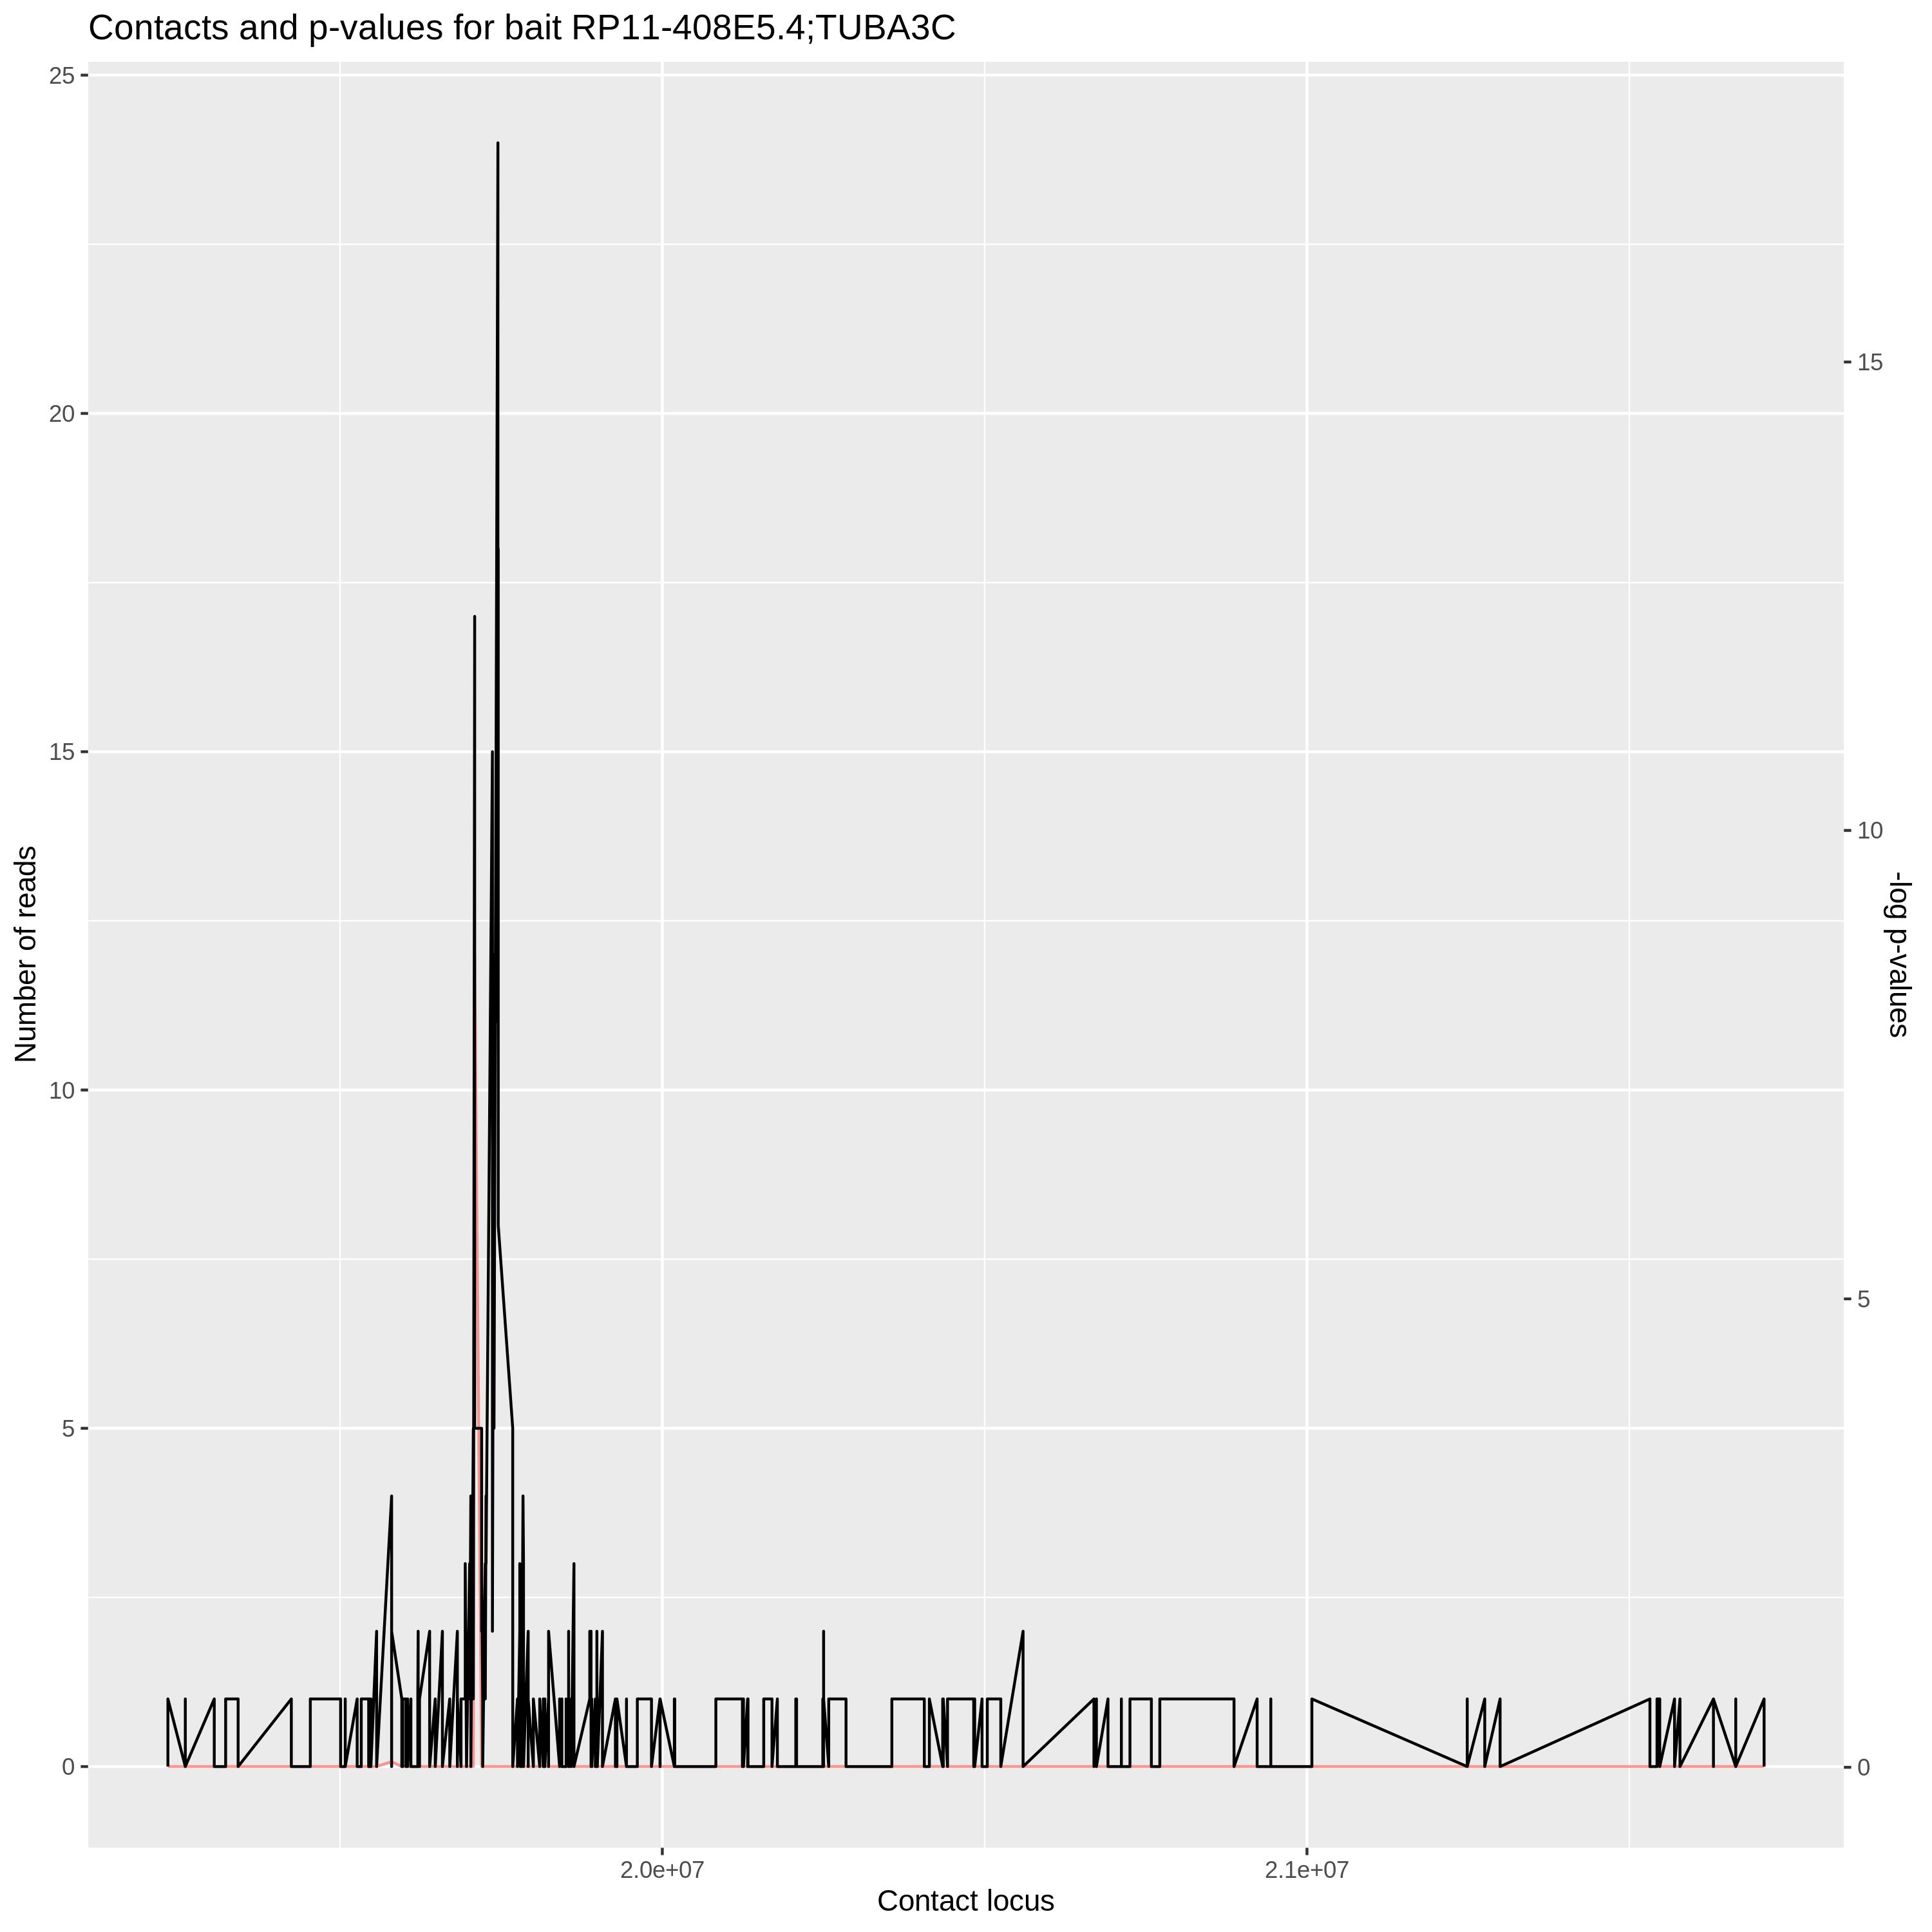 Contacts and p-values for bait RP11-408E5.4;TUBA3C
25
20
15
10
5
0
Number of reads
15
10
5
0
-log p-values
2.0e+07
2.1e+07
Contact locus